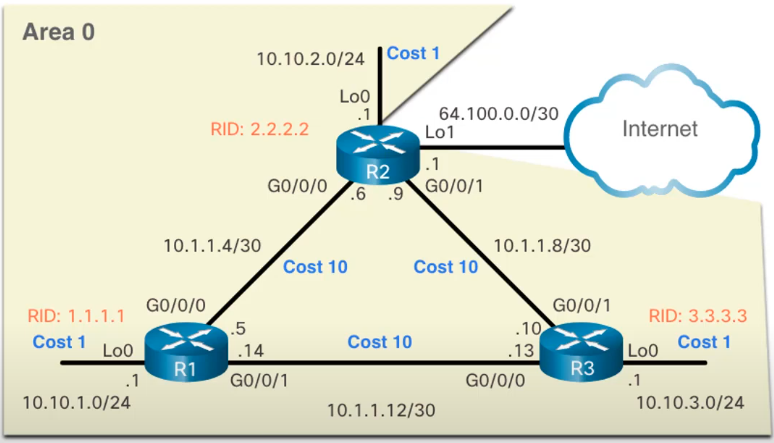 Area 0
10.10.2.0/24
Cost 1
Lo0
.1
64.100.0.0/30
Internet
RID: 2.2.2.2
Lo1
R2
.1
G0/0/0
.6
.9
G0/0/1
10.1.1.4/30
10.1.1.8/30
Cost 10
Cost 10
RID: 1.1.1.1
G0/0/0
G0/0/1
RID: 3.3.3.3
Cost 1
.5
Cost 10
.10
Cost 1
Lo0
.14
.13
Lo0
.1
R1
G0/0/1
G0/0/0
R3
.1
10.10.1.0/24
10.1.1.12/30
10.10.3.0/24